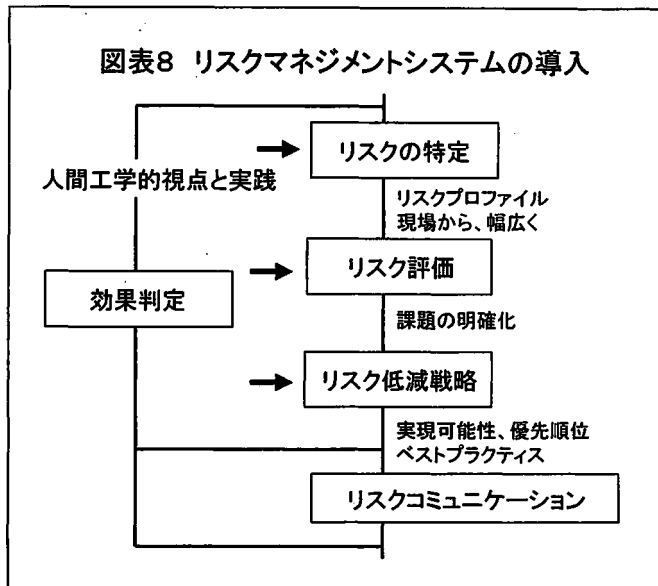 図表8 リスクマネジメントシステムの導入
リスクの特定
人間工学的視点と実践
リスクプロファイル
現場から、幅広く
リスク評価
効果判定
課題の明確化
リスク低減戦略
実現可能性、優先順位
ベストプラクティス
リスクコミュニケーション